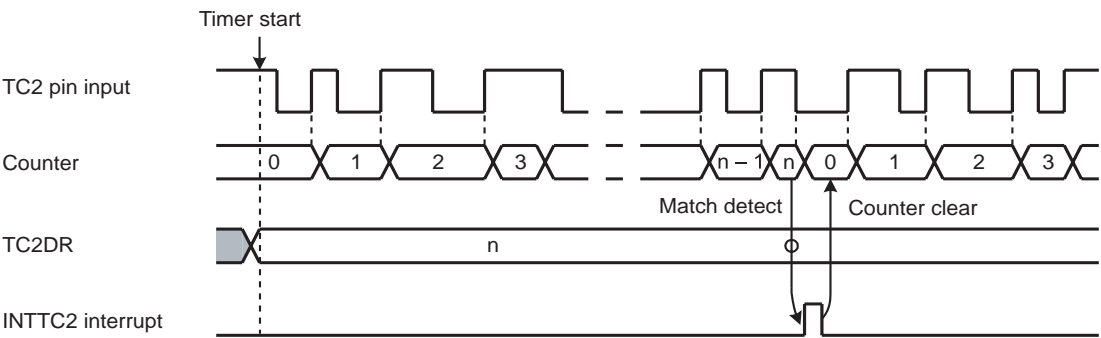 Timer start
TC2 pin input
Counter 0 1 2 3 n – 1 n 0 1 2 3
Match detect Counter clear
TC2DR n
INTTC2 interrupt